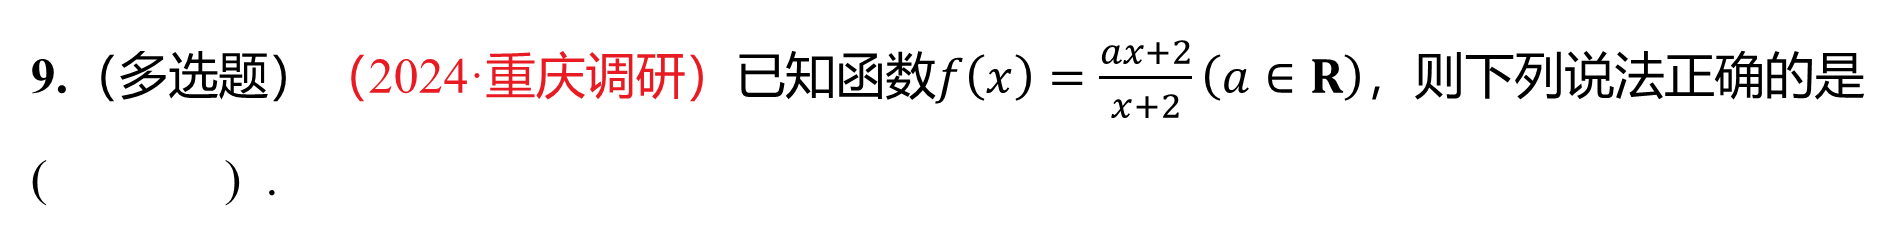 9.（多选题）（2024·重庆调研）已知函数f(x) = \frac{ax+2}{x+2}(a ∈ R)，则下列说法正确的是
(　　　　).